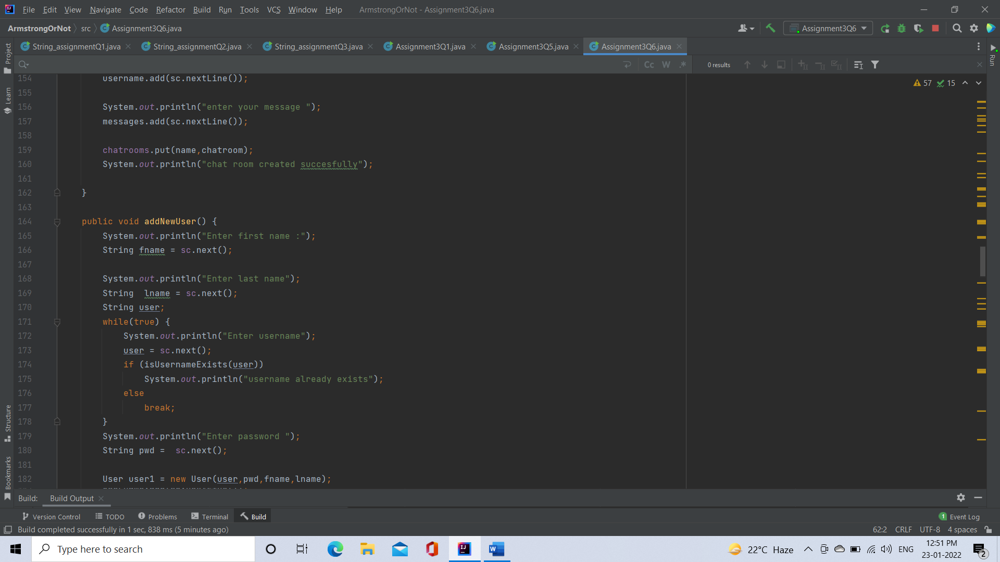 File Edit View Navigate Code Refactor Build Run Tools VCS Window Help ArmstrongOrNot - Assignment3Q6.java
ArmstrongOrNot src Assignment3Q6.java Assignment3Q6
String_assignmentQ1.java String_assignmentQ2.java String_assignmentQ3.java Assignment3Q1.java Assignment3Q5.java Assignment3Q6.java
Cc W .* 0 results
57 15
Project
Learn
Structure
Bookmarks
Run
154 username.add(sc.nextLine());
155
156 System.out.println("enter your message ");
157 messages.add(sc.nextLine());
158
159 chatrooms.put(name,chatroom);
160 System.out.println("chat room created succesfully");
161
162 }
163
164 public void addNewUser() {
165 System.out.println("Enter first name :");
166 String fname = sc.next();
167
168 System.out.println("Enter last name");
169 String  lname = sc.next();
170 String user;
171 while(true) {
172 System.out.println("Enter username");
173 user = sc.next();
174 if (isUsernameExists(user))
175 System.out.println("username already exists");
176 else
177 break;
178 }
179 System.out.println("Enter password ");
180 String pwd =  sc.next();
181
182 User user1 = new User(user,pwd,fname,lname);
Build: Build Output
Version Control TODO Problems Terminal Build 1 Event Log
Build completed successfully in 1 sec, 838 ms (5 minutes ago) 62:2 CRLF UTF-8 4 spaces
Type here to search 22°C Haze ENG 12:51 PM
23-01-2022 2